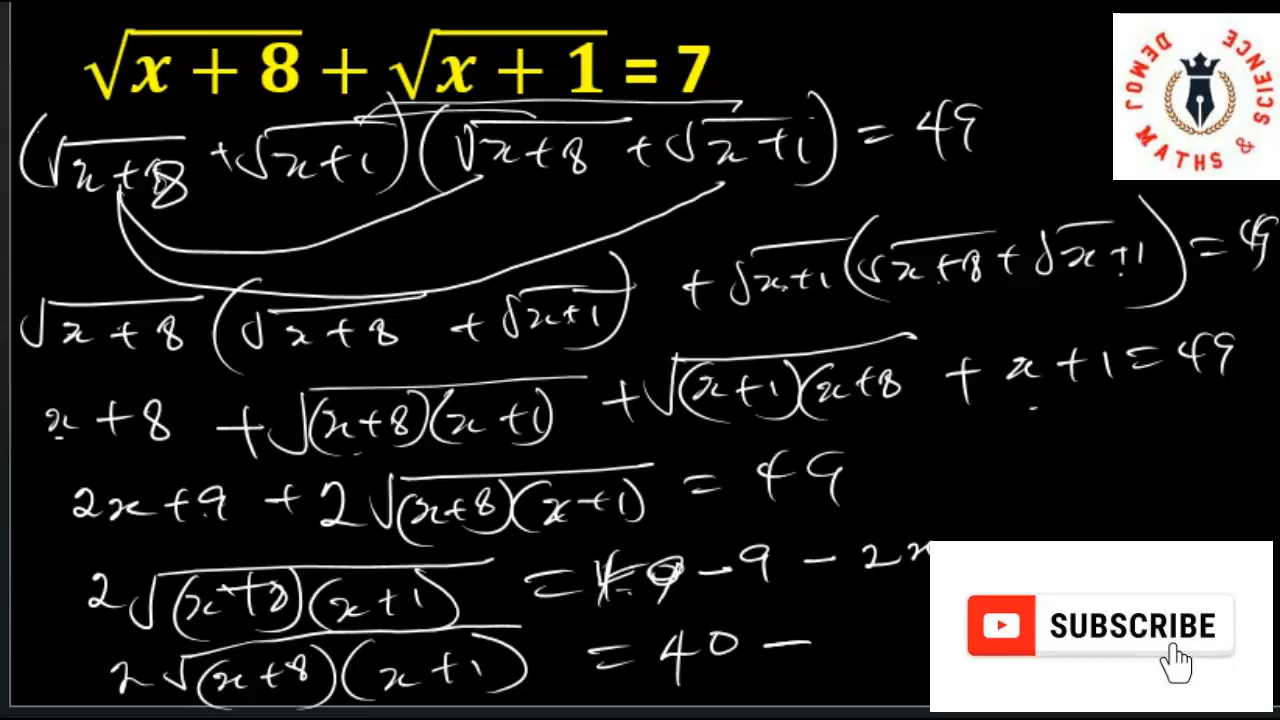 √x + 8 + √x + 1 = 7
DEMOJ MATHS & SCIENCE
(√x+8 + √x+1)(√x+8 + √x+1) = 49
√x+8 (√x+8 + √x+1) + √x+1 (√x+8 + √x+1) = 49
x + 8 + √(x+8)(x+1) + √(x+1)(x+8 + x + 1 = 49
2x + 9 + 2√(x+8)(x+1) = 49
2√(x+8)(x+1) = 49 - 9 - 2x
2√(x+8)(x+1) = 40 -
SUBSCRIBE